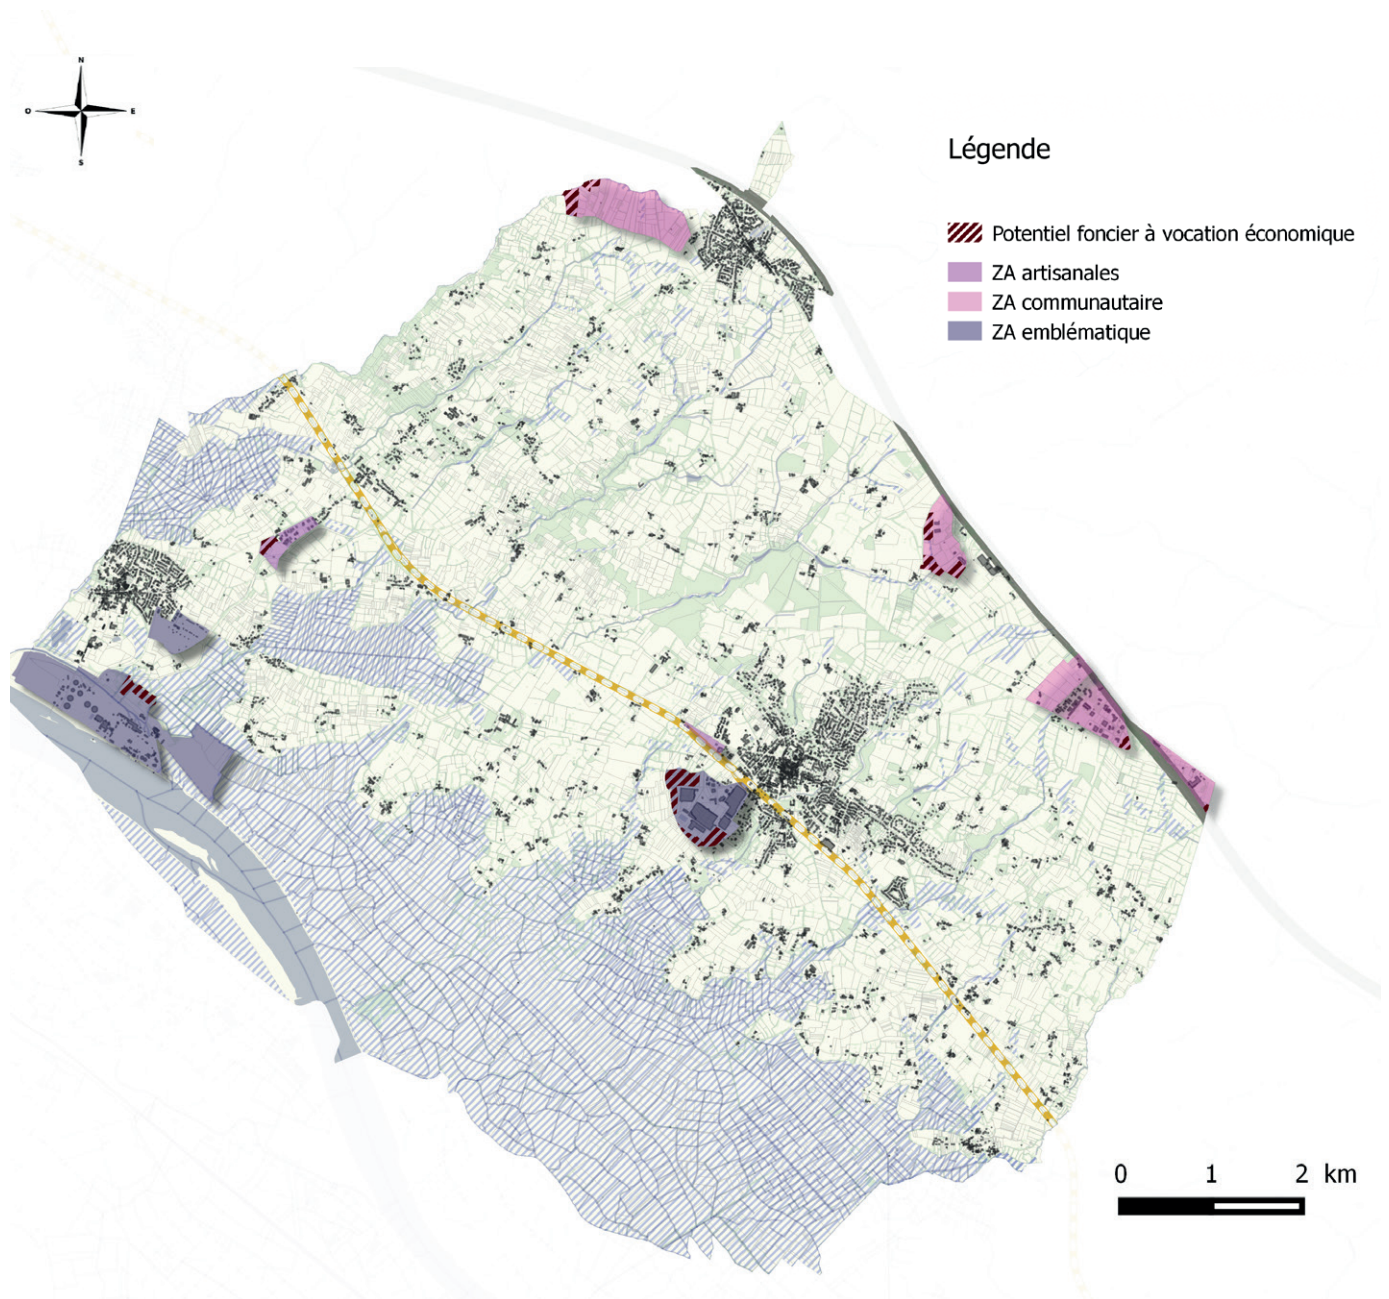 N
O
E
S
Légende
Potentiel foncier à vocation économique
ZA artisanales
ZA communautaire
ZA emblématique
0 1 2 km